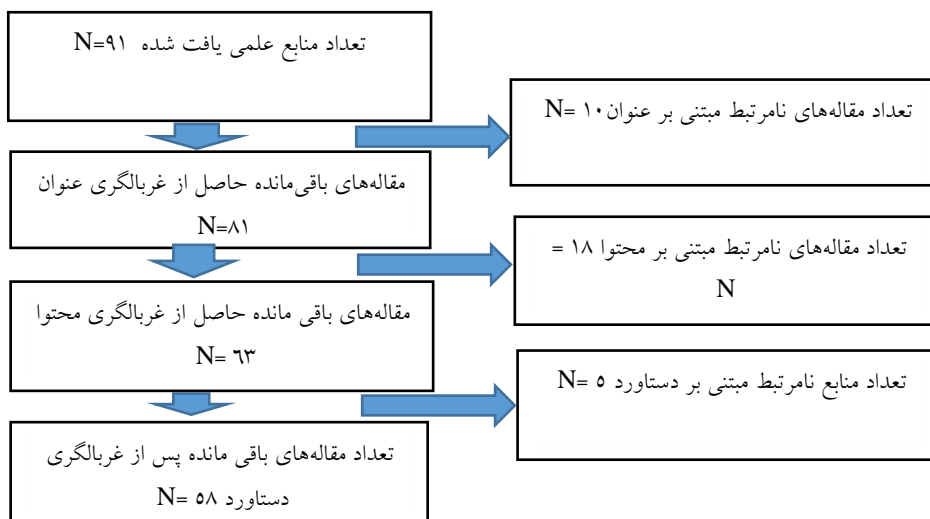 تعداد منابع علمی یافت شده N=۹۱
تعداد مقاله‌های نامرتبط مبتنی بر عنوان۱۰ =N
مقاله‌های باقی‌مانده حاصل از غربالگری عنوان
N=۸۱
تعداد مقاله‌های نامرتبط مبتنی بر محتوا ۱۸ =
N
مقاله‌های باقی مانده حاصل از غربالگری محتوا
N= ۶۳
تعداد منابع نامرتبط مبتنی بر دستاورد ۵ =N
تعداد مقاله‌های باقی مانده پس از غربالگری
دستاورد ۵۸ =N